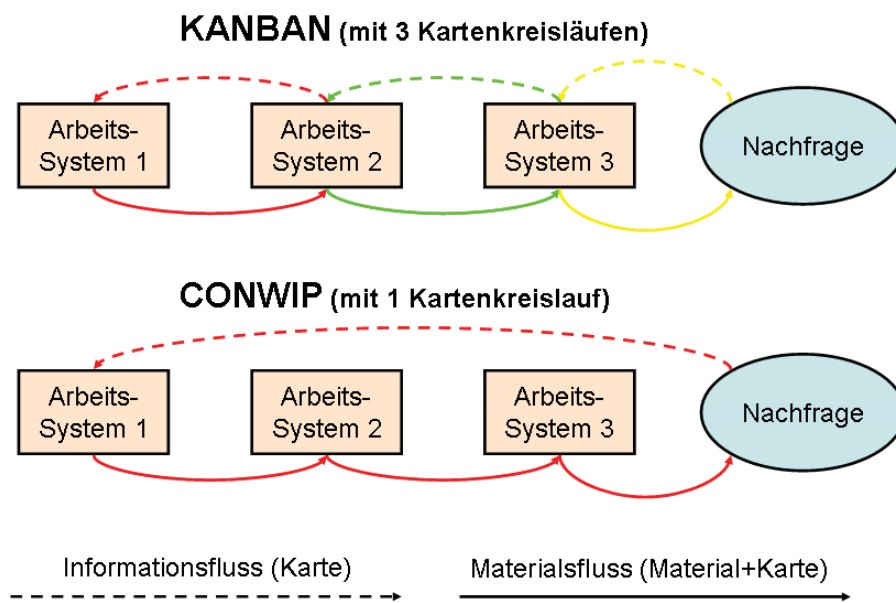 KANBAN (mit 3 Kartenkreisläufen)
Arbeits-
System 1
Arbeits-
System 2
Arbeits-
System 3
Nachfrage
CONWIP (mit 1 Kartenkreislauf)
Arbeits-
System 1
Arbeits-
System 2
Arbeits-
System 3
Nachfrage
Informationsfluss (Karte)
Materialsfluss (Material+Karte)